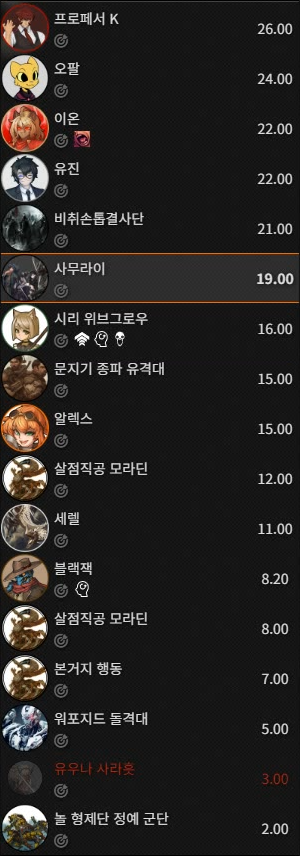 프로페서 K
26.00
오팔
24.00
이온
22.00
유진
22.00
비취손톱결사단
21.00
사무라이
19.00
시리 위브그로우
16.00
문지기 종파 유격대
15.00
알렉스
15.00
살점직공 모라딘
12.00
세렐
11.00
블랙잭
8.20
살점직공 모라딘
8.00
본거지 행동
7.00
워포지드 돌격대
5.00
유우나 사라홋
3.00
놀 형제단 정예 군단
2.00